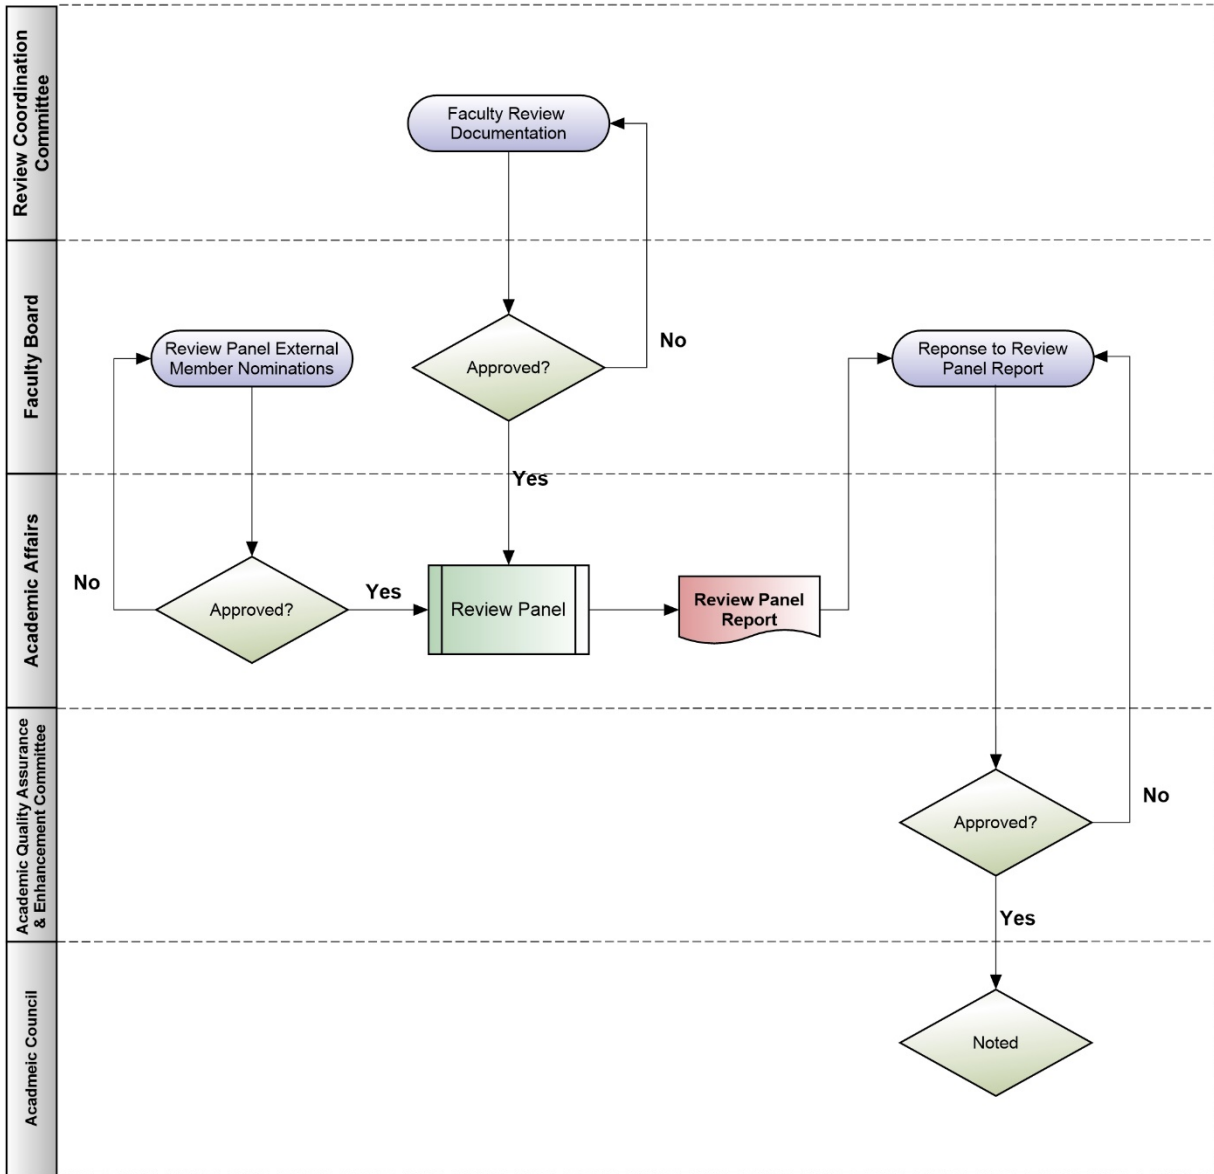 Review Coordination
Committee
Faculty Review
Documentation
Faculty Board
Review Panel External
Member Nominations
Approved?
No
Reponse to Review
Panel Report
Yes
Academic Affairs
No
Approved?
Yes
Review Panel
Review Panel
Report
Academic Quality Assurance
& Enhancement Committee
Approved?
No
Yes
Acadmeic Council
Noted